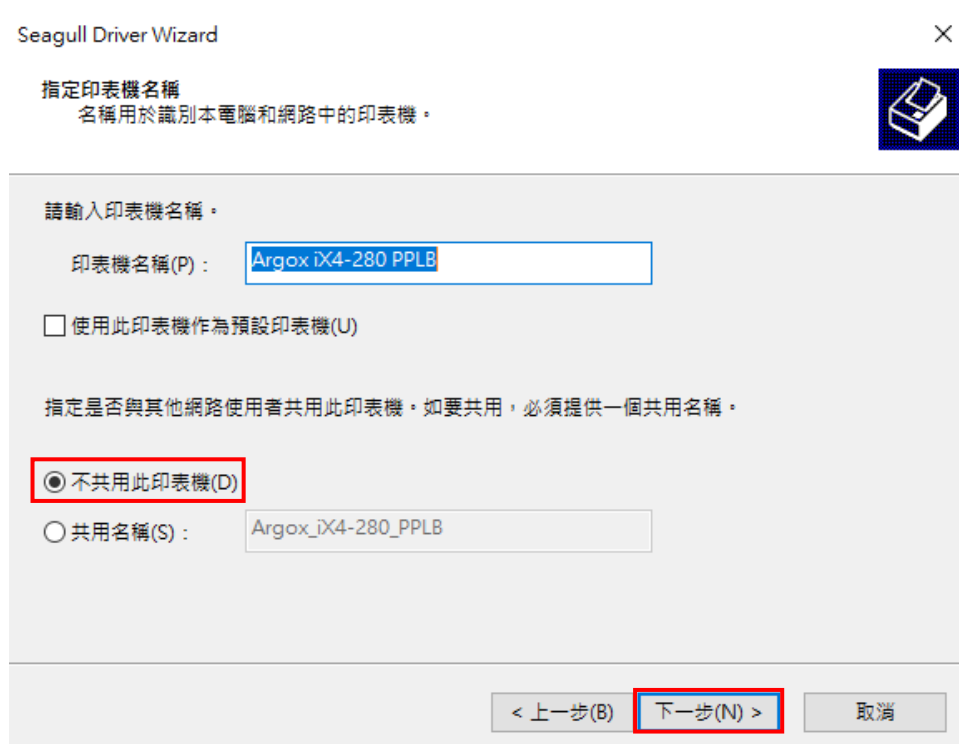 Seagull Driver Wizard
指定印表機名稱
名稱用於識別本電腦和網路中的印表機。
請輸入印表機名稱。
印表機名稱(P)： Argox iX4-280 PPLB
使用此印表機作為預設印表機(U)
指定是否與其他網路使用者共用此印表機。如要共用，必須提供一個共用名稱。
不共用此印表機(D)
共用名稱(S)： Argox_iX4-280_PPLB
< 上一步(B) 下一步(N) > 取消